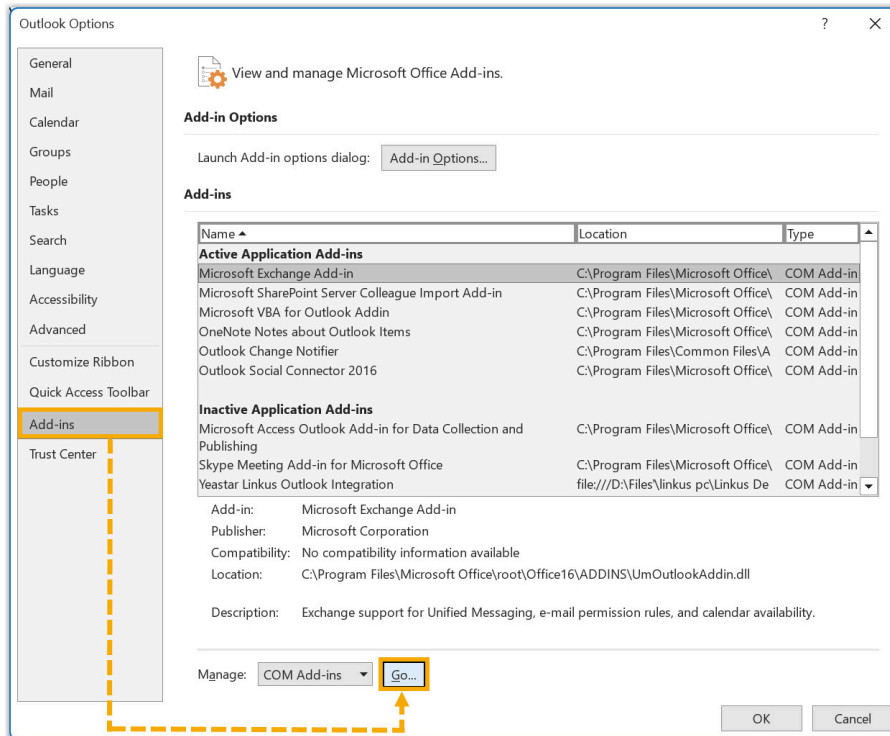 Outlook Options
?
General
Mail
Calendar
Groups
People
Tasks
Search
Language
Accessibility
Advanced
Customize Ribbon
Quick Access Toolbar
Add-ins
Trust Center
View and manage Microsoft Office Add-ins.
Add-in Options
Launch Add-in options dialog: Add-in Options...
Add-ins
Name Location Type
Active Application Add-ins
Microsoft Exchange Add-in C:\Program Files\Microsoft Office\ COM Add-in
Microsoft SharePoint Server Colleague Import Add-in C:\Program Files\Microsoft Office\ COM Add-in
Microsoft VBA for Outlook Addin C:\Program Files\Microsoft Office\ COM Add-in
OneNote Notes about Outlook Items C:\Program Files\Microsoft Office\ COM Add-in
Outlook Change Notifier C:\Program Files\Common Files\A COM Add-in
Outlook Social Connector 2016 C:\Program Files\Microsoft Office\ COM Add-in
Inactive Application Add-ins
Microsoft Access Outlook Add-in for Data Collection and C:\Program Files\Microsoft Office\ COM Add-in
Publishing
Skype Meeting Add-in for Microsoft Office C:\Program Files\Microsoft Office\ COM Add-in
Yeastar Linkus Outlook Integration file:///D:\Files\linkus pc\Linkus De COM Add-in
Add-in: Microsoft Exchange Add-in
Publisher: Microsoft Corporation
Compatibility: No compatibility information available
Location: C:\Program Files\Microsoft Office\root\Office16\ADDINS\UmOutlookAddin.dll
Description: Exchange support for Unified Messaging, e-mail permission rules, and calendar availability.
Manage: COM Add-ins Go...
OK Cancel